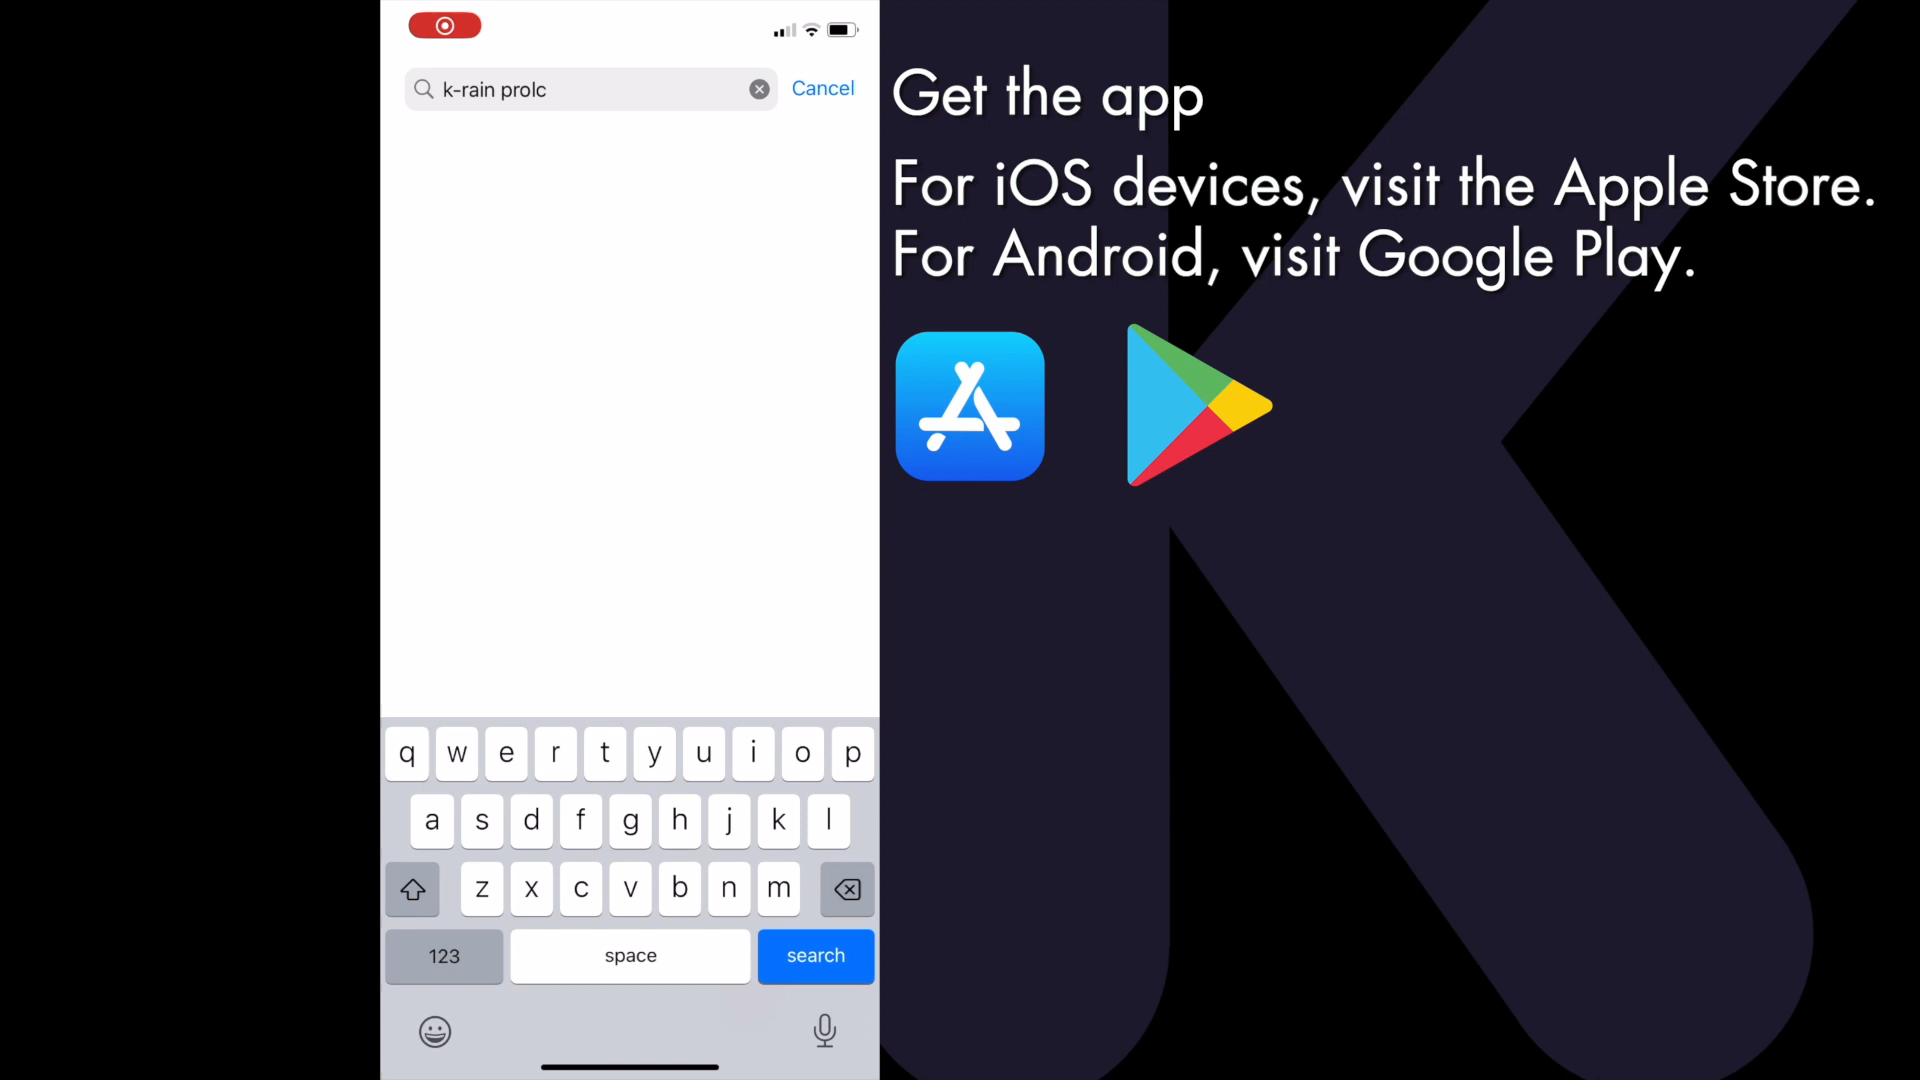 k-rain prolc
Cancel
Get the app
For iOS devices, visit the Apple Store.
For Android, visit Google Play.
q w e r t y u i o p
a s d f g h j k l
z x c v b n m
123 space search